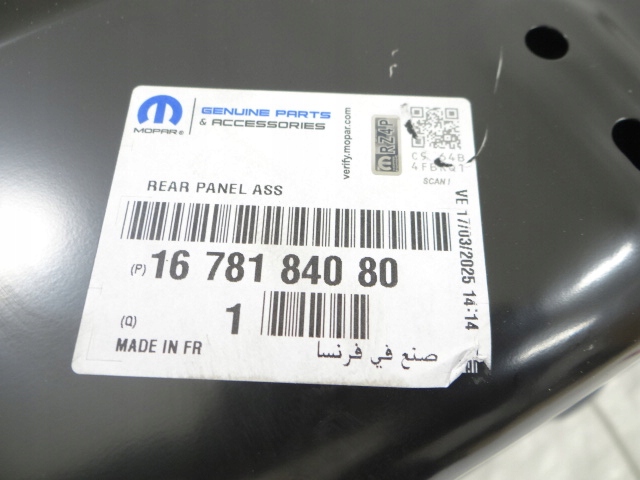 GENUINE PARTS
& ACCESSORIES
MOPAR®
verify.mopar.com
RZ4P
SCAN !
REAR PANEL ASS
VE 17/03/2025 14:14
(P) 16 781 840 80
(Q) 1
MADE IN FR
صنع في فرنسا